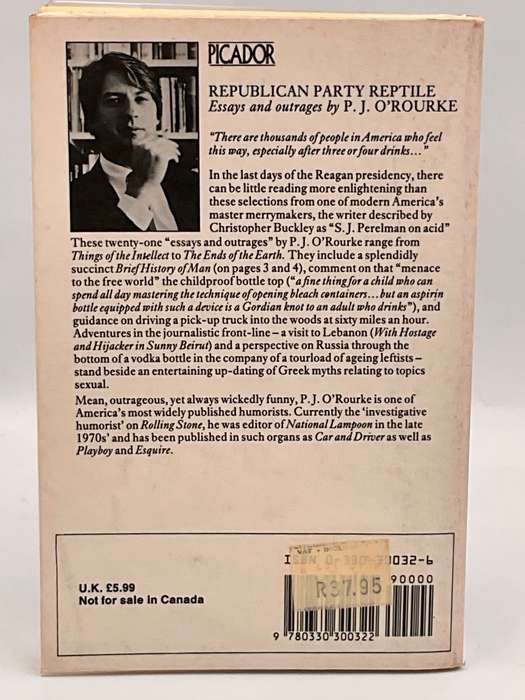 PICADOR
REPUBLICAN PARTY REPTILE
Essays and outrages by P. J. O'ROURKE
"There are thousands of people in America who feel
this way, especially after three or four drinks..."
In the last days of the Reagan presidency, there
can be little reading more enlightening than
these selections from one of modern America's
master merrymakers, the writer described by
Christopher Buckley as "S. J. Perelman on acid"
These twenty-one "essays and outrages" by P. J. O'Rourke range from
Things of the Intellect to The Ends of the Earth. They include a splendidly
succinct Brief History of Man (on pages 3 and 4), comment on that "menace
to the free world" the childproof bottle top ("a fine thing for a child who can
spend all day mastering the technique of opening bleach containers...but an aspirin
bottle equipped with such a device is a Gordian knot to an adult who drinks"), and
guidance on driving a pick-up truck into the woods at sixty miles an hour.
Adventures in the journalistic front-line – a visit to Lebanon (With Hostage
and Hijacker in Sunny Beirut) and a perspective on Russia through the
bottom of a vodka bottle in the company of a tourload of ageing leftists –
stand beside an entertaining up-dating of Greek myths relating to topics
sexual.
Mean, outrageous, yet always wickedly funny, P. J. O'Rourke is one of
America's most widely published humorists. Currently the 'investigative
humorist' on Rolling Stone, he was editor of National Lampoon in the late
1970s' and has been published in such organs as Car and Driver as well as
Playboy and Esquire.
U.K. £5.99
Not for sale in Canada
ISBN 0-330-30032-6
R37.95
90000
9 780330 300322